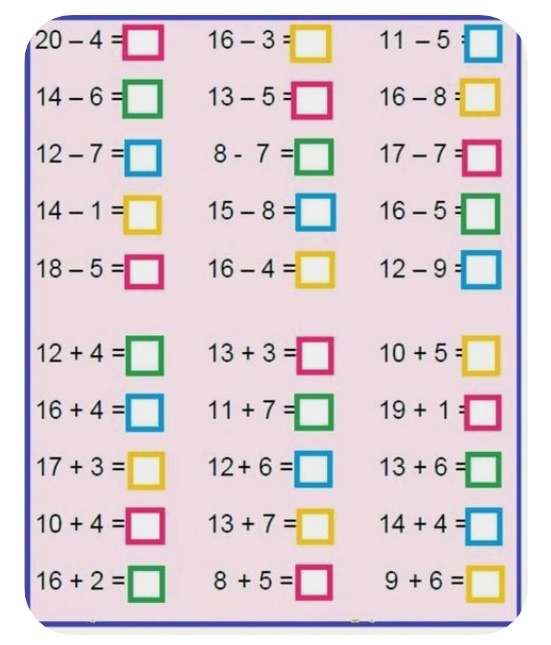 20 – 4 = 16 – 3 = 11 – 5 =
14 – 6 = 13 – 5 = 16 – 8 =
12 – 7 = 8 - 7 = 17 – 7 =
14 – 1 = 15 – 8 = 16 – 5 =
18 – 5 = 16 – 4 = 12 – 9 =
12 + 4 = 13 + 3 = 10 + 5 =
16 + 4 = 11 + 7 = 19 + 1 =
17 + 3 = 12+ 6 = 13 + 6 =
10 + 4 = 13 + 7 = 14 + 4 =
16 + 2 = 8 + 5 = 9 + 6 =